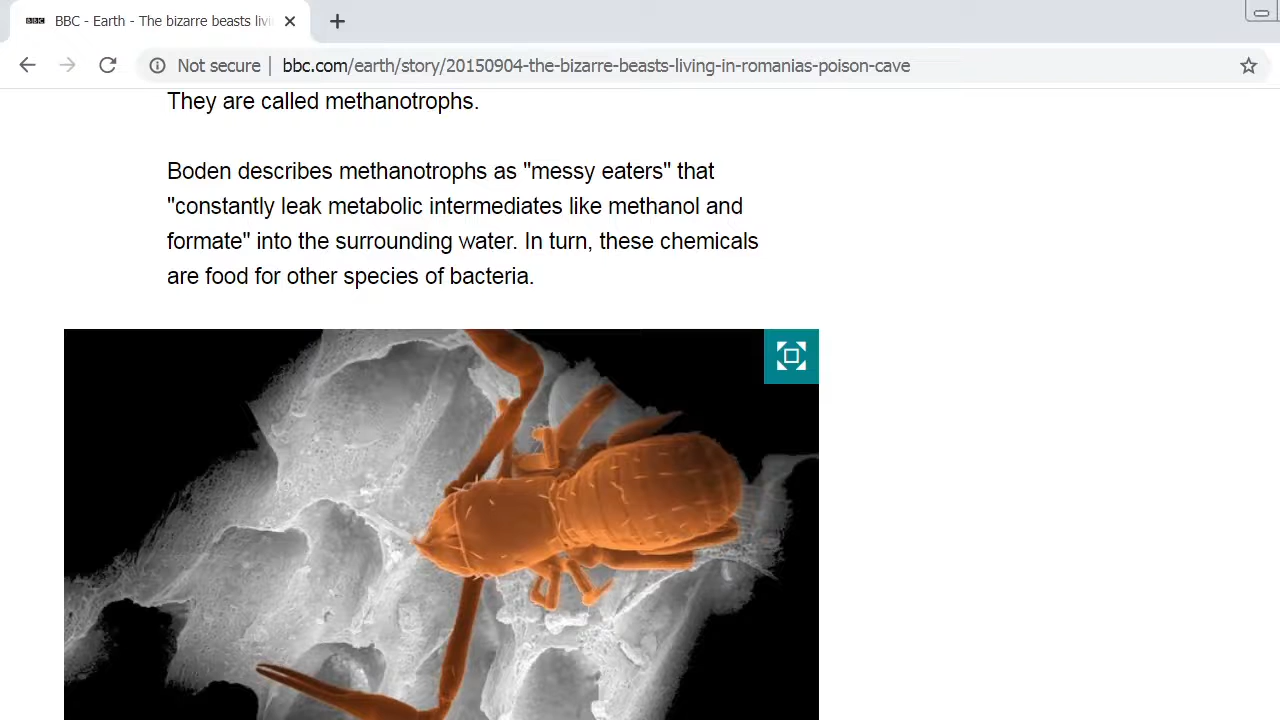 BBC BBC - Earth - The bizarre beasts livi
Not secure | bbc.com/earth/story/20150904-the-bizarre-beasts-living-in-romanias-poison-cave
They are called methanotrophs.
Boden describes methanotrophs as "messy eaters" that
"constantly leak metabolic intermediates like methanol and
formate" into the surrounding water. In turn, these chemicals
are food for other species of bacteria.